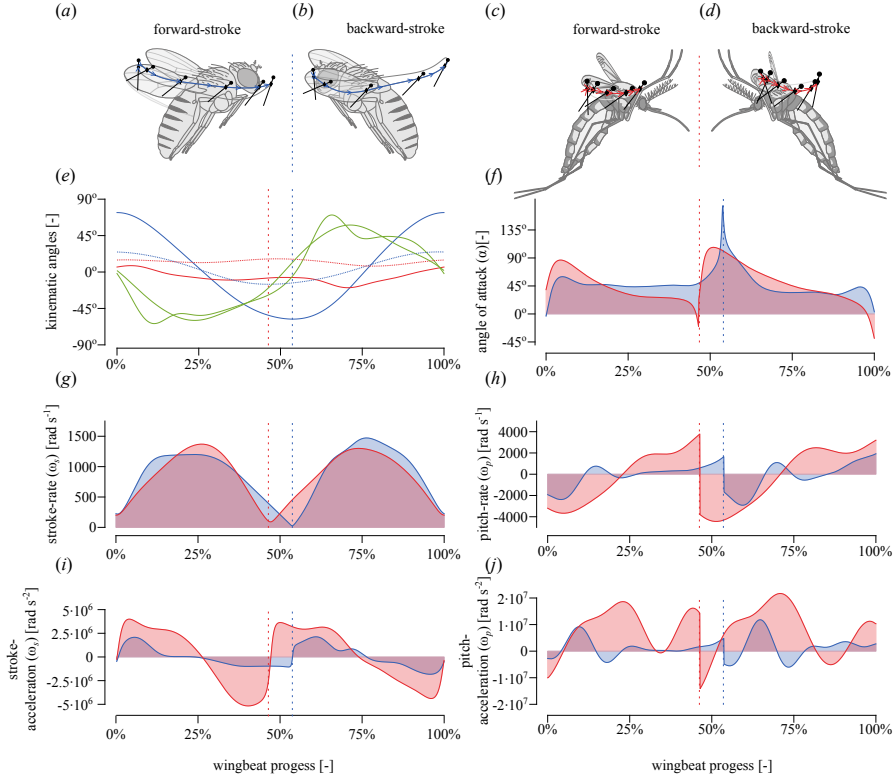 (a)
(b)
(c)
(d)
forward-stroke
backward-stroke
forward-stroke
backward-stroke
(e)
(f)
kinematic angles [-]
90°
45°
0°
-45°
-90°
0%
25%
50%
75%
100%
angle of attack (α)[-]
135°
90°
45°
0°
-45°
0%
25%
50%
75%
100%
(g)
(h)
stroke-rate (ωs) [rad s-1]
1500
1000
500
0
0%
25%
50%
75%
100%
pitch-rate (ωp) [rad s-1]
4000
2000
0
-2000
-4000
0%
25%
50%
75%
100%
(i)
(j)
stroke-
acceleraton (ω̇s) [rad s-2]
5·10⁶
2.5·10⁶
0
-2.5·10⁶
-5·10⁶
0%
25%
50%
75%
100%
wingbeat progess [-]
pitch-
acceleration (ω̇p) [rad s-2]
2·10⁷
1·10⁷
0
-1·10⁷
-2·10⁷
0%
25%
50%
75%
100%
wingbeat progess [-]